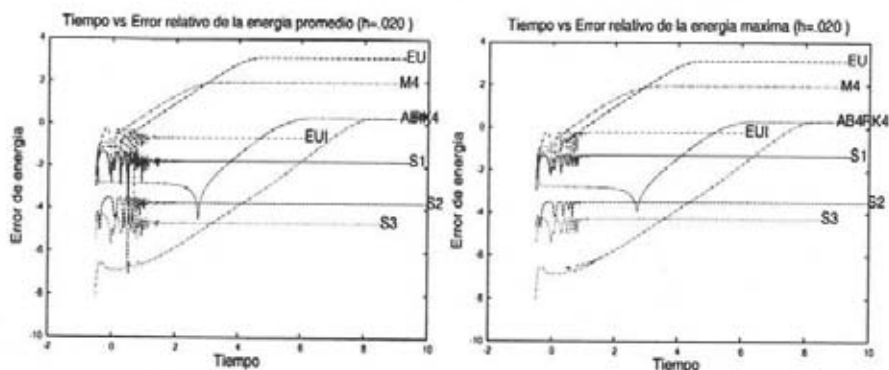 Tiempo vs Error relativo de la energia promedio (h=.020 )
Error de energia
4
2
0
-2
-4
-6
-8
-10
EU
M4
EUI
S1
S2
S3
-2
0
2
4
6
8
10
Tiempo
Tiempo vs Error relativo de la energia maxima (h=.020 )
Error de energía
4
2
0
-2
-4
-6
-8
-10
EU
M4
AB4RK4
EUI
S1
S2
S3
-2
0
2
4
6
8
10
Tiempo